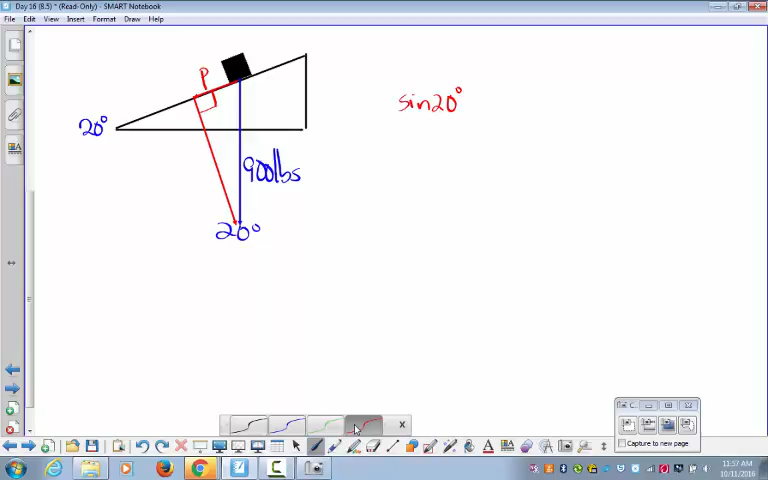 Day 16 (8.5) * (Read-Only) - SMART Notebook
File Edit View Insert Format Draw Help
P
sin20°
20°
900lbs
20°
Capture to new page
11:57 AM
10/11/2016